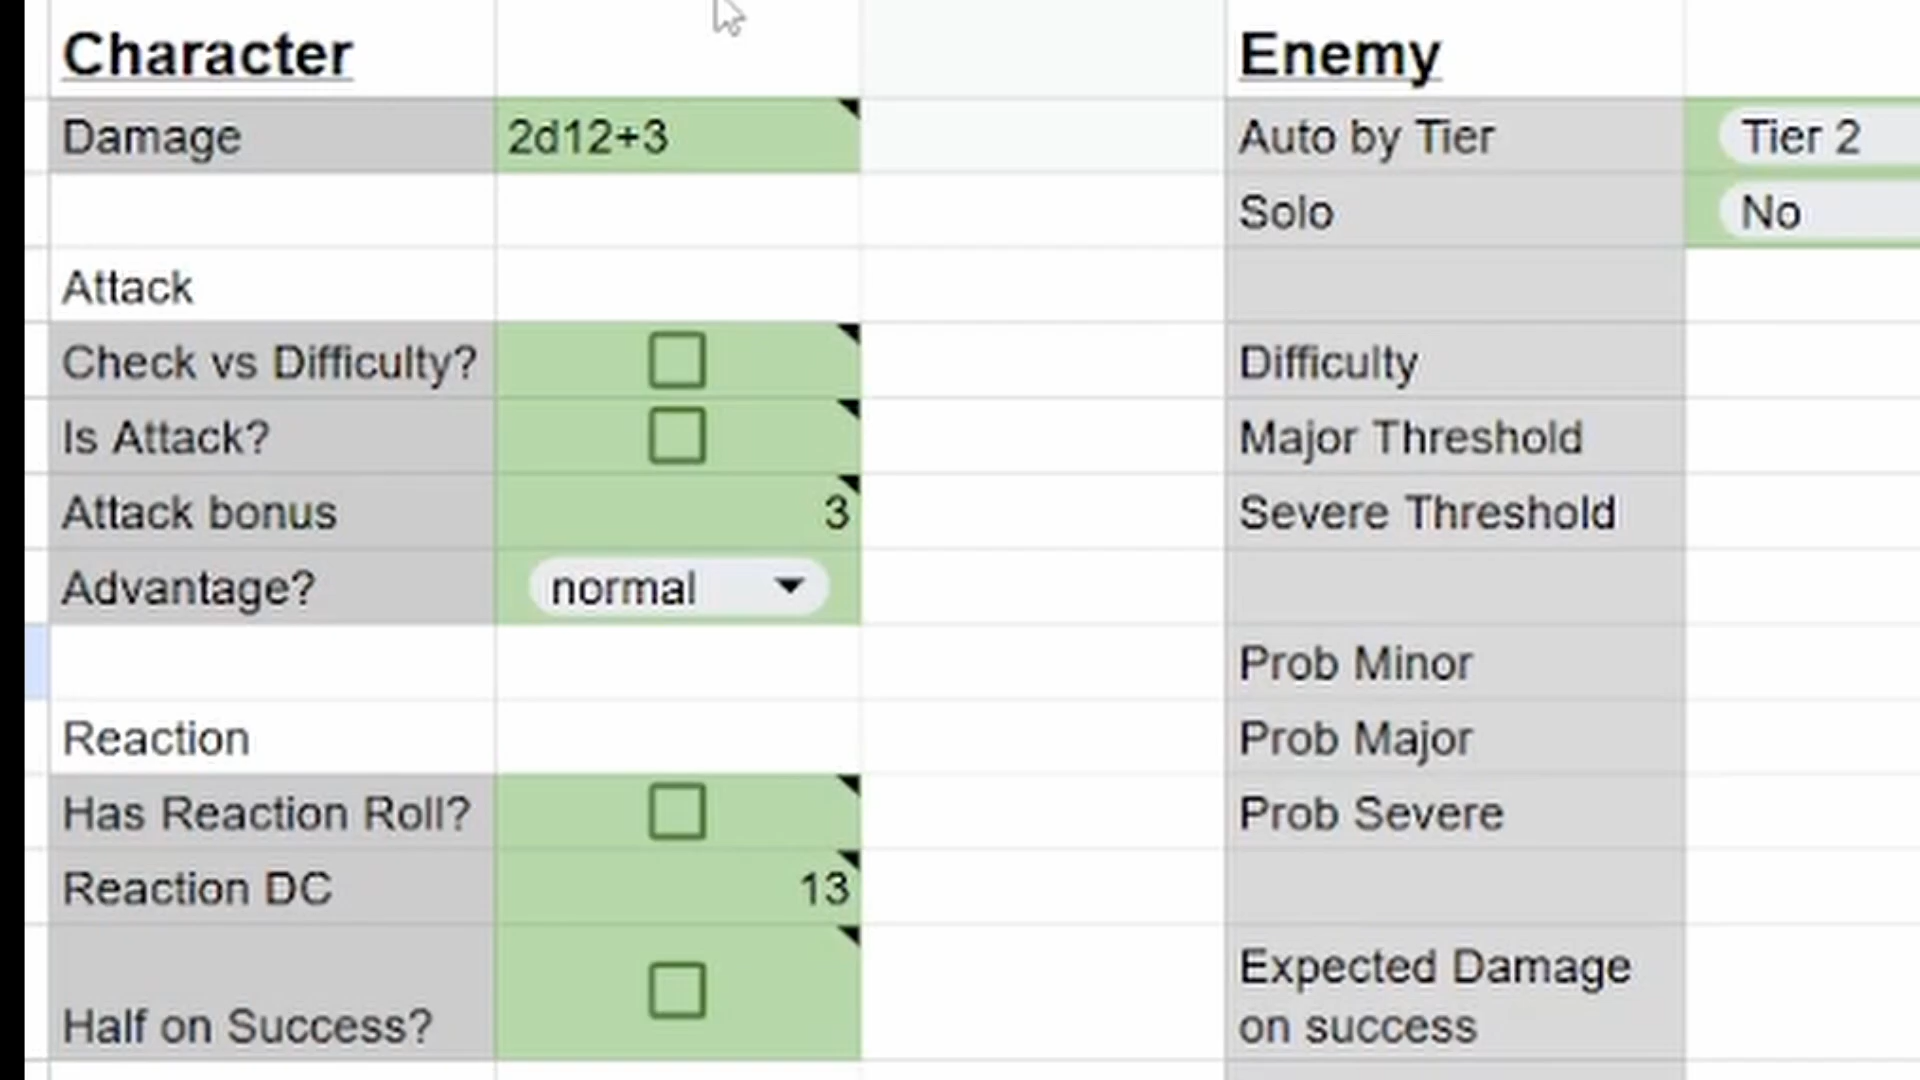 Character
Enemy
Damage
2d12+3
Auto by Tier
Tier 2
Solo
No
Attack
Check vs Difficulty?
Difficulty
Is Attack?
Major Threshold
Attack bonus
3
Severe Threshold
Advantage?
normal
Prob Minor
Reaction
Prob Major
Has Reaction Roll?
Prob Severe
Reaction DC
13
Half on Success?
Expected Damage
on success